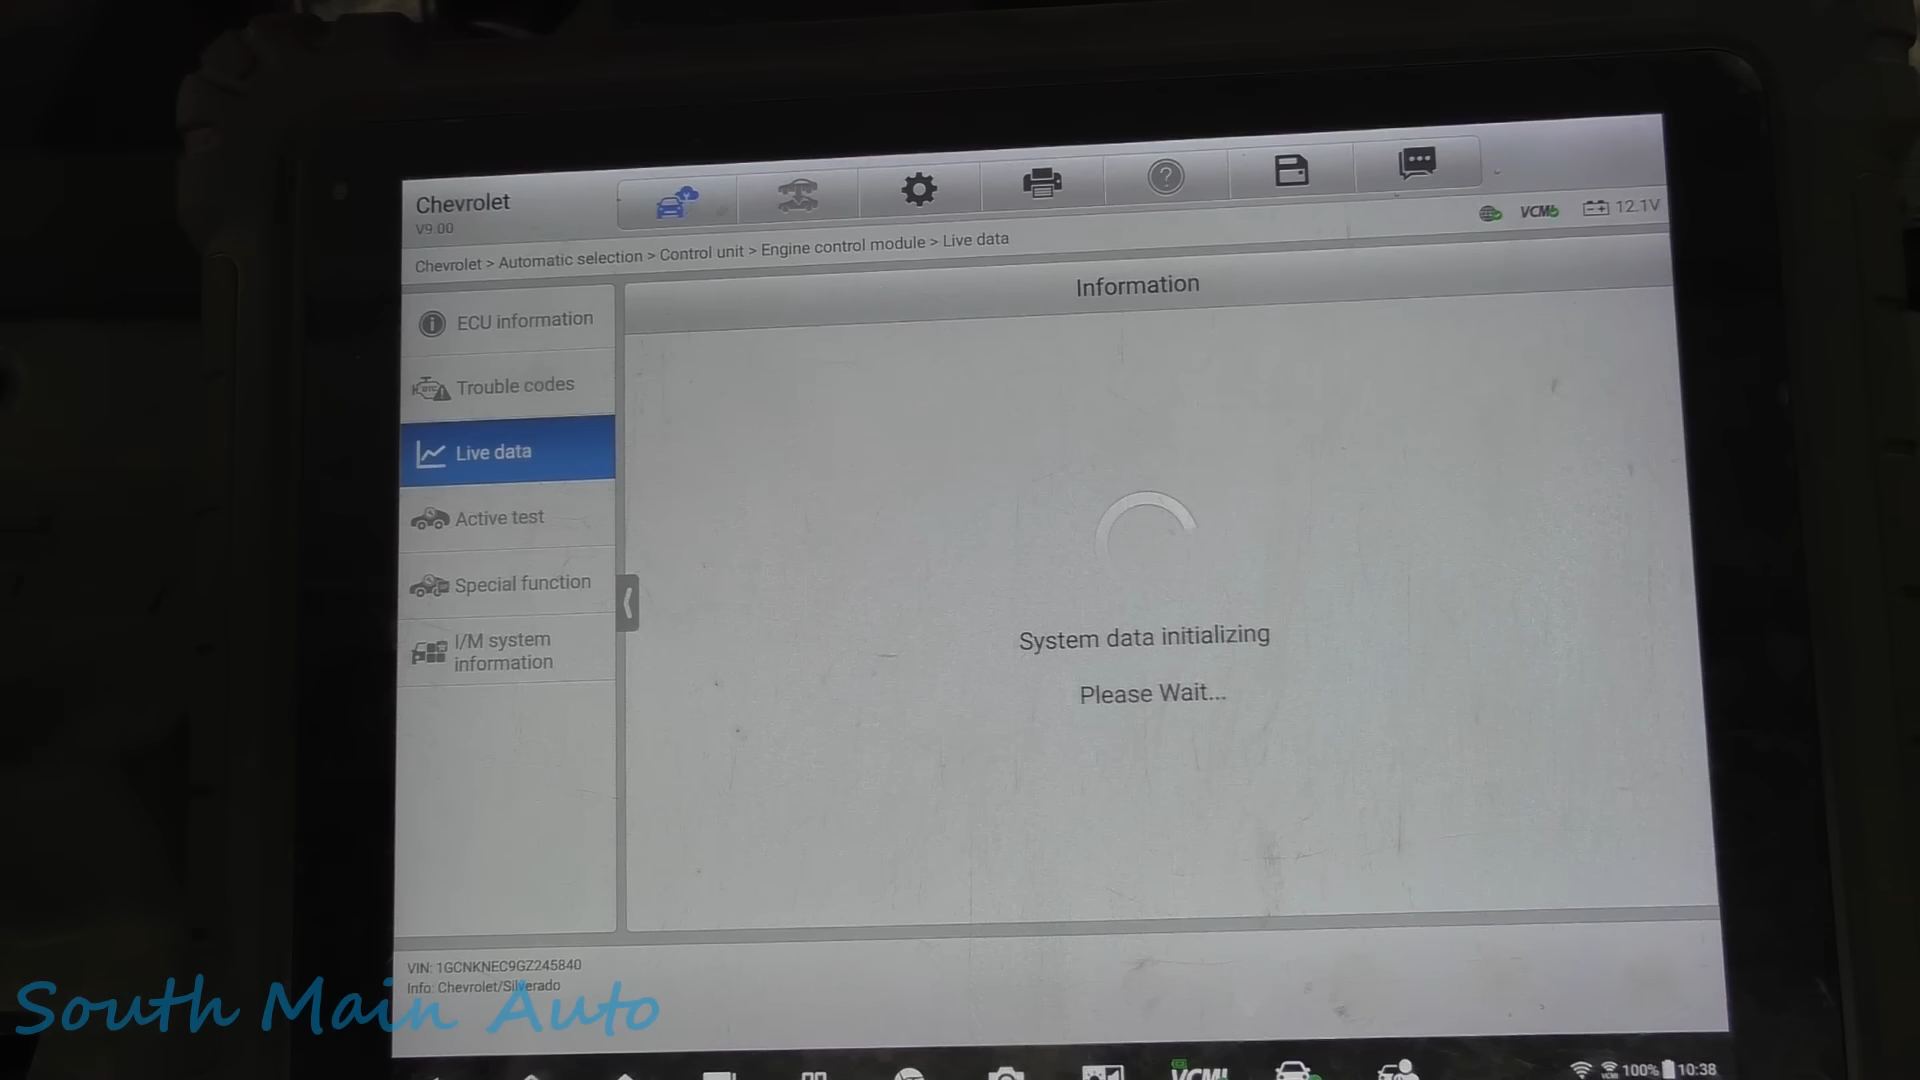 Chevrolet
V9.00
VCMI
12.1V
Chevrolet > Automatic selection > Control unit > Engine control module > Live data
Information
ECU information
Trouble codes
Live data
Active test
Special function
I/M system
information
System data initializing
Please Wait...
VIN: 1GCNKNEC9GZ245840
Info: Chevrolet/Silverado
South Main Auto
VCMI
100%
10:38